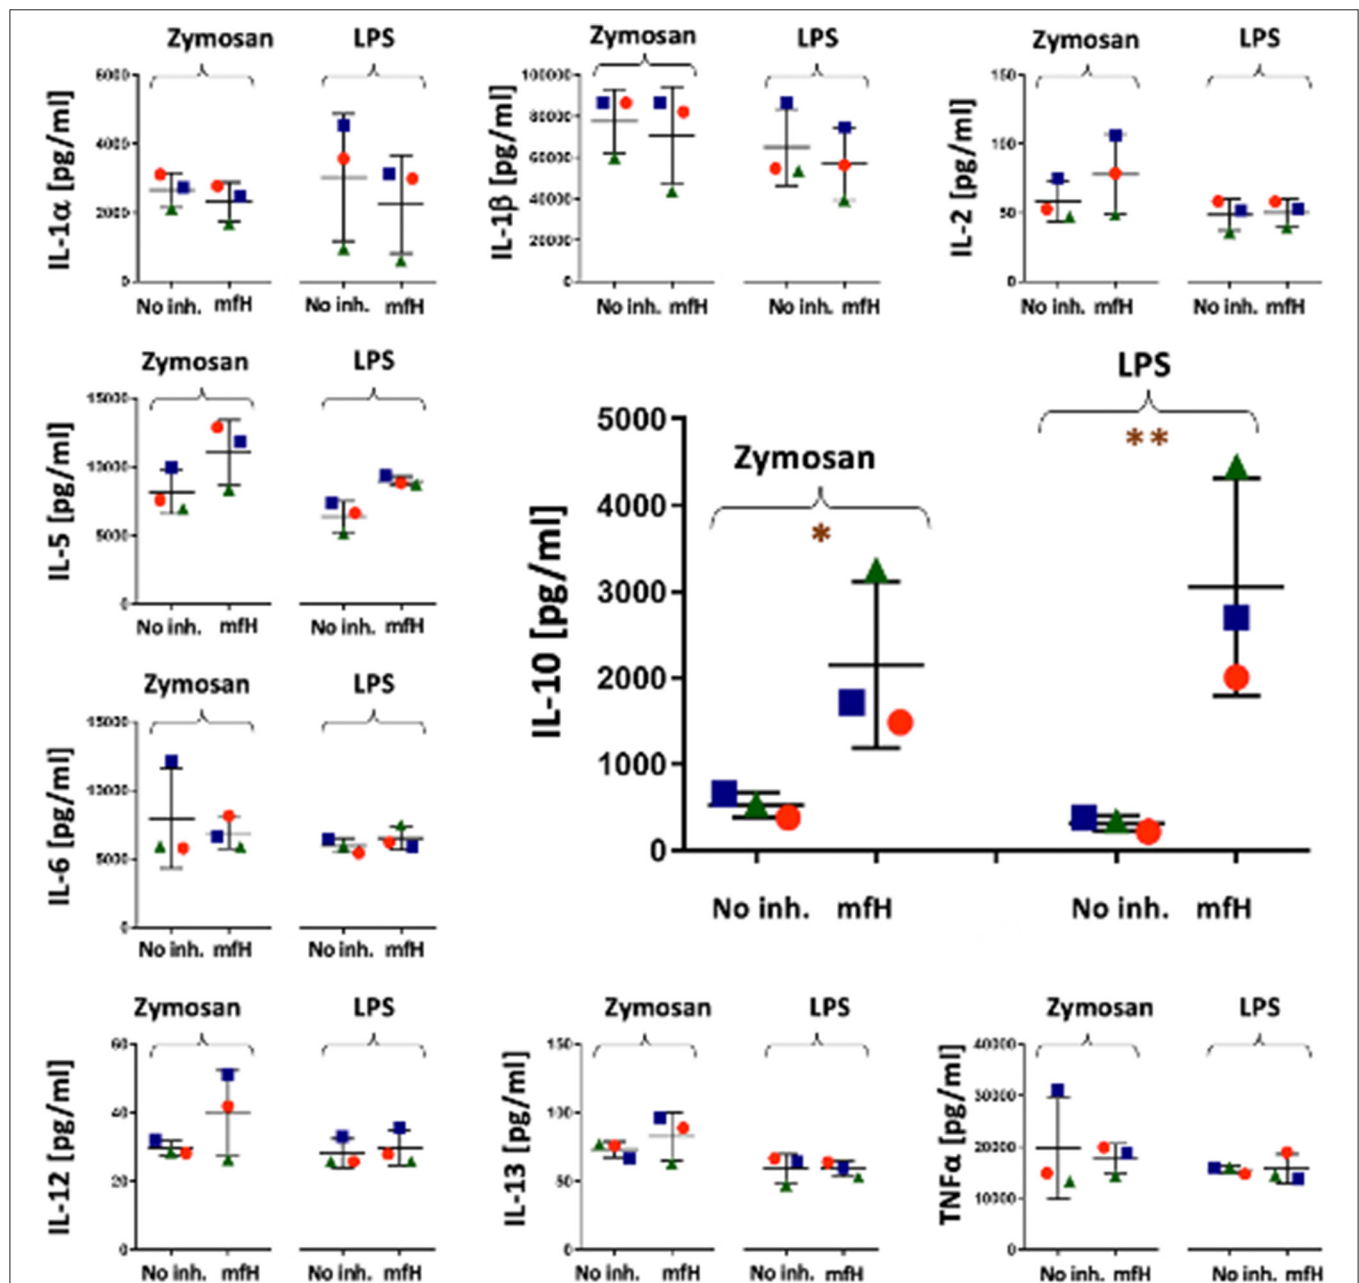 Zymosan LPS
IL-1α [pg/ml]
6000
4000
2000
0
No inh. mfH No inh. mfH
Zymosan LPS
IL-1β [pg/ml]
100000
80000
60000
40000
20000
0
No inh. mfH No inh. mfH
Zymosan LPS
IL-2 [pg/ml]
150
100
50
0
No inh. mfH No inh. mfH
Zymosan LPS
IL-5 [pg/ml]
15000
10000
5000
0
No inh. mfH No inh. mfH
Zymosan LPS
* **
IL-10 [pg/ml]
5000
4000
3000
2000
1000
0
No inh. mfH No inh. mfH
Zymosan LPS
IL-6 [pg/ml]
15000
10000
5000
0
No inh. mfH No inh. mfH
Zymosan LPS
IL-12 [pg/ml]
60
40
20
0
No inh. mfH No inh. mfH
Zymosan LPS
IL-13 [pg/ml]
150
100
50
0
No inh. mfH No inh. mfH
Zymosan LPS
TNFα [pg/ml]
40000
30000
20000
10000
0
No inh. mfH No inh. mfH